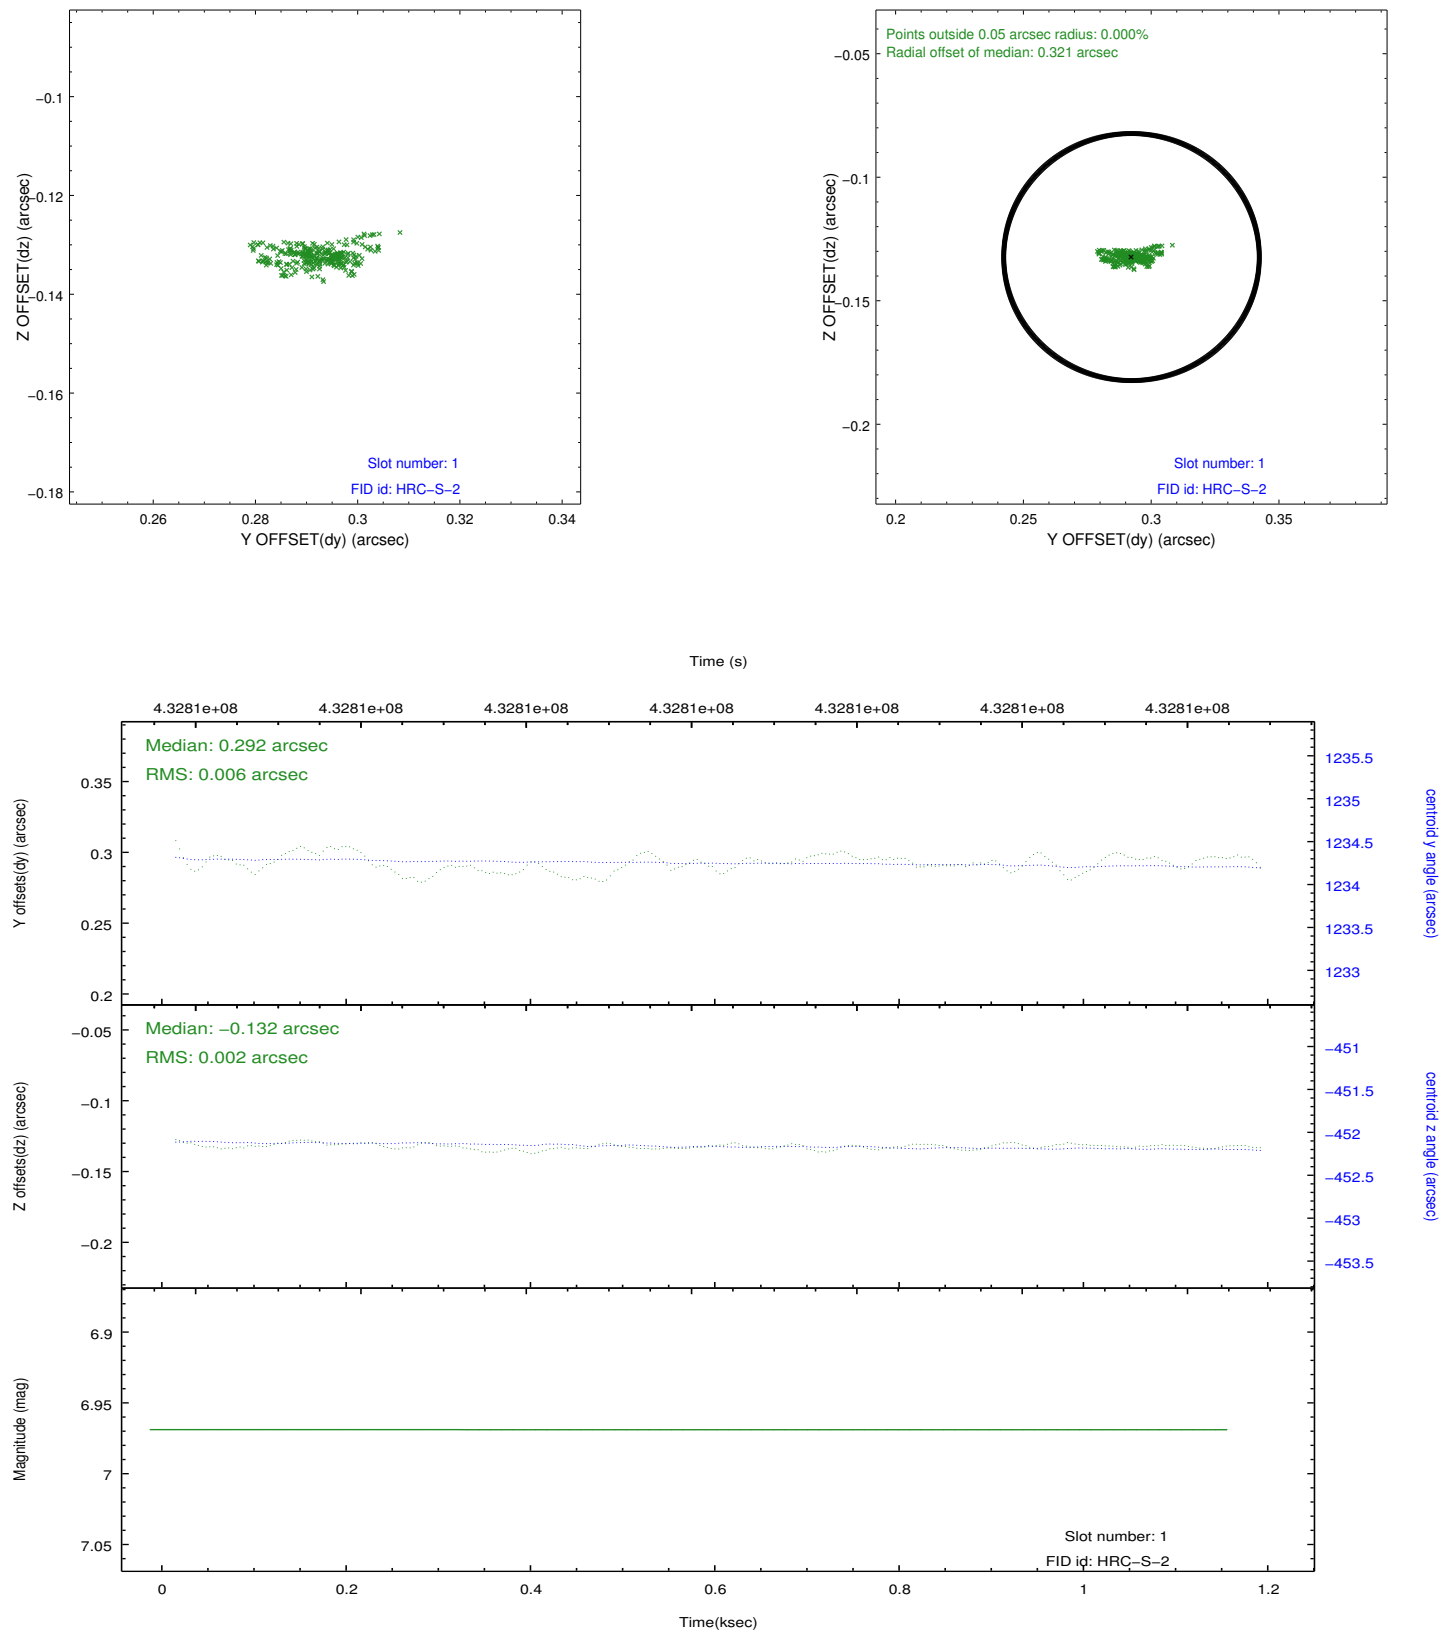 −0.1
−0.12
−0.14
−0.16
−0.18
Z OFFSET(dz) (arcsec)
Slot number: 1
FID id: HRC−S−2
0.26 0.28 0.3 0.32 0.34
Y OFFSET(dy) (arcsec)
Points outside 0.05 arcsec radius: 0.000%
Radial offset of median: 0.321 arcsec
−0.05
−0.1
−0.15
−0.2
Z OFFSET(dz) (arcsec)
Slot number: 1
FID id: HRC−S−2
0.2 0.25 0.3 0.35
Y OFFSET(dy) (arcsec)
Time (s)
4.3281e+08 4.3281e+08 4.3281e+08 4.3281e+08 4.3281e+08 4.3281e+08 4.3281e+08
Median: 0.292 arcsec
RMS: 0.006 arcsec
0.35
0.3
0.25
0.2
Y offsets(dy) (arcsec)
1235.5
1235
1234.5
1234
1233.5
1233
centroid y angle (arcsec)
Median: −0.132 arcsec
RMS: 0.002 arcsec
−0.05
−0.1
−0.15
−0.2
Z offsets(dz) (arcsec)
−451
−451.5
−452
−452.5
−453
−453.5
centroid z angle (arcsec)
6.9
6.95
7
7.05
Magnitude (mag)
Slot number: 1
FID id: HRC−S−2
0 0.2 0.4 0.6 0.8 1 1.2
Time(ksec)